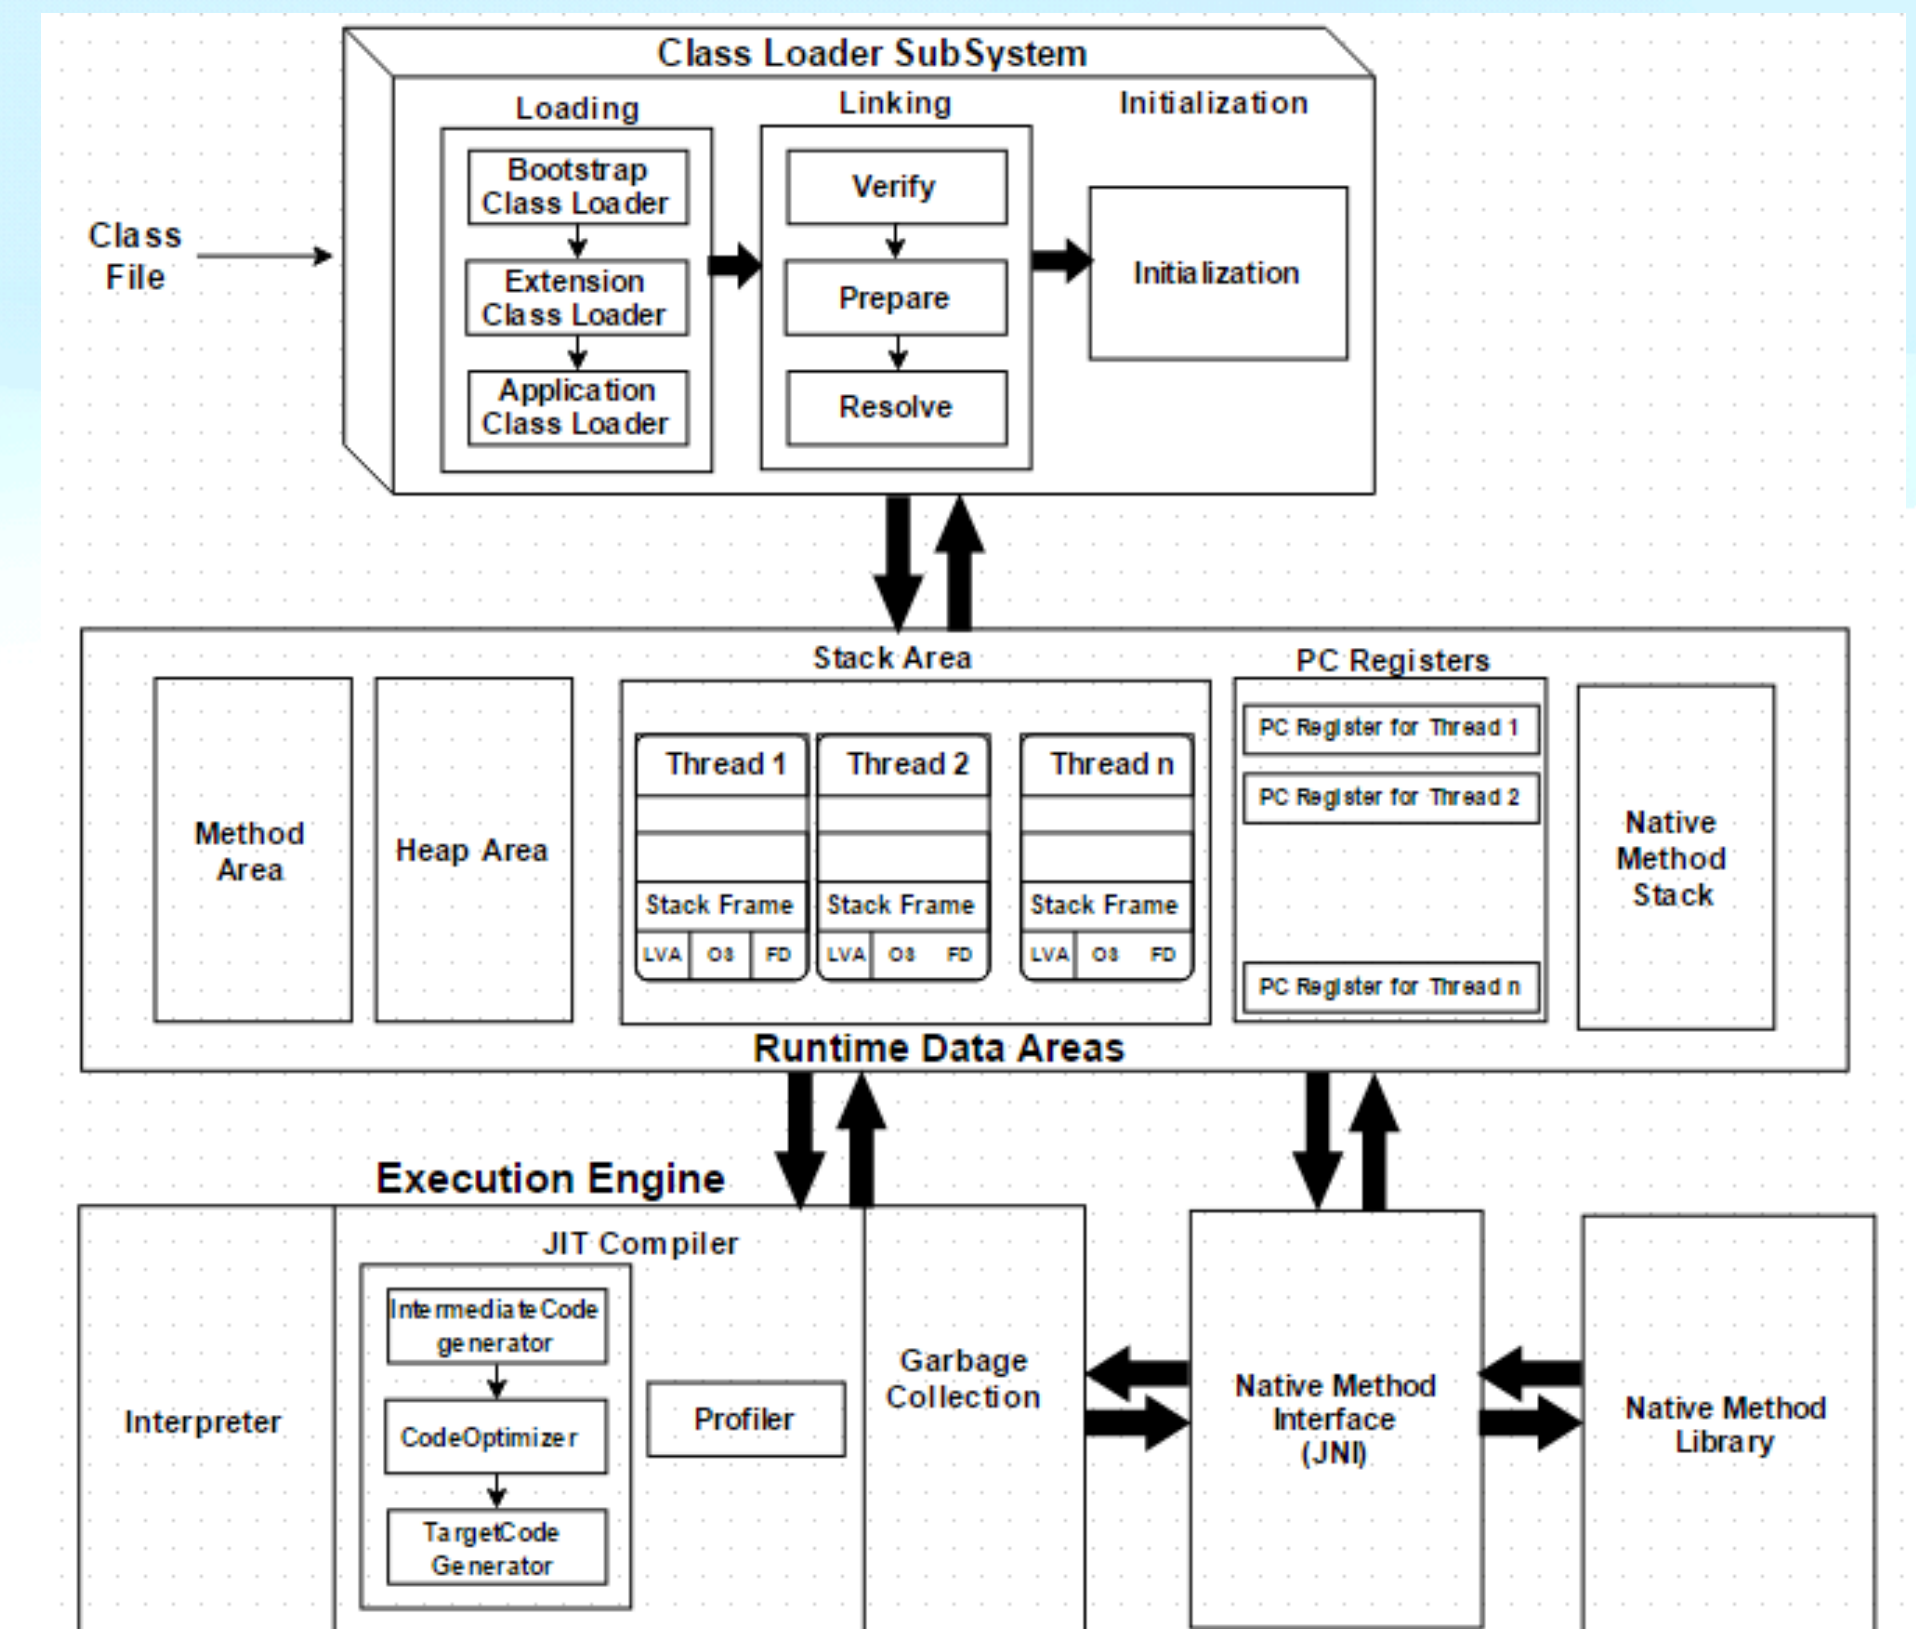 Class Loader SubSystem
Loading
Linking
Initialization
Bootstrap
Class Loader
Extension
Class Loader
Application
Class Loader
Verify
Prepare
Resolve
Initialization
Class
File
Stack Area
PC Registers
Method
Area
Heap Area
Thread 1
Stack Frame
LVA OS FD
Thread 2
Stack Frame
LVA OS FD
Thread n
Stack Frame
LVA OS FD
PC Register for Thread 1
PC Register for Thread 2
PC Register for Thread n
Native
Method
Stack
Runtime Data Areas
Execution Engine
Interpreter
JIT Compiler
IntermediateCode
generator
CodeOptimizer
TargetCode
Generator
Profiler
Garbage
Collection
Native Method
Interface
(JNI)
Native Method
Library